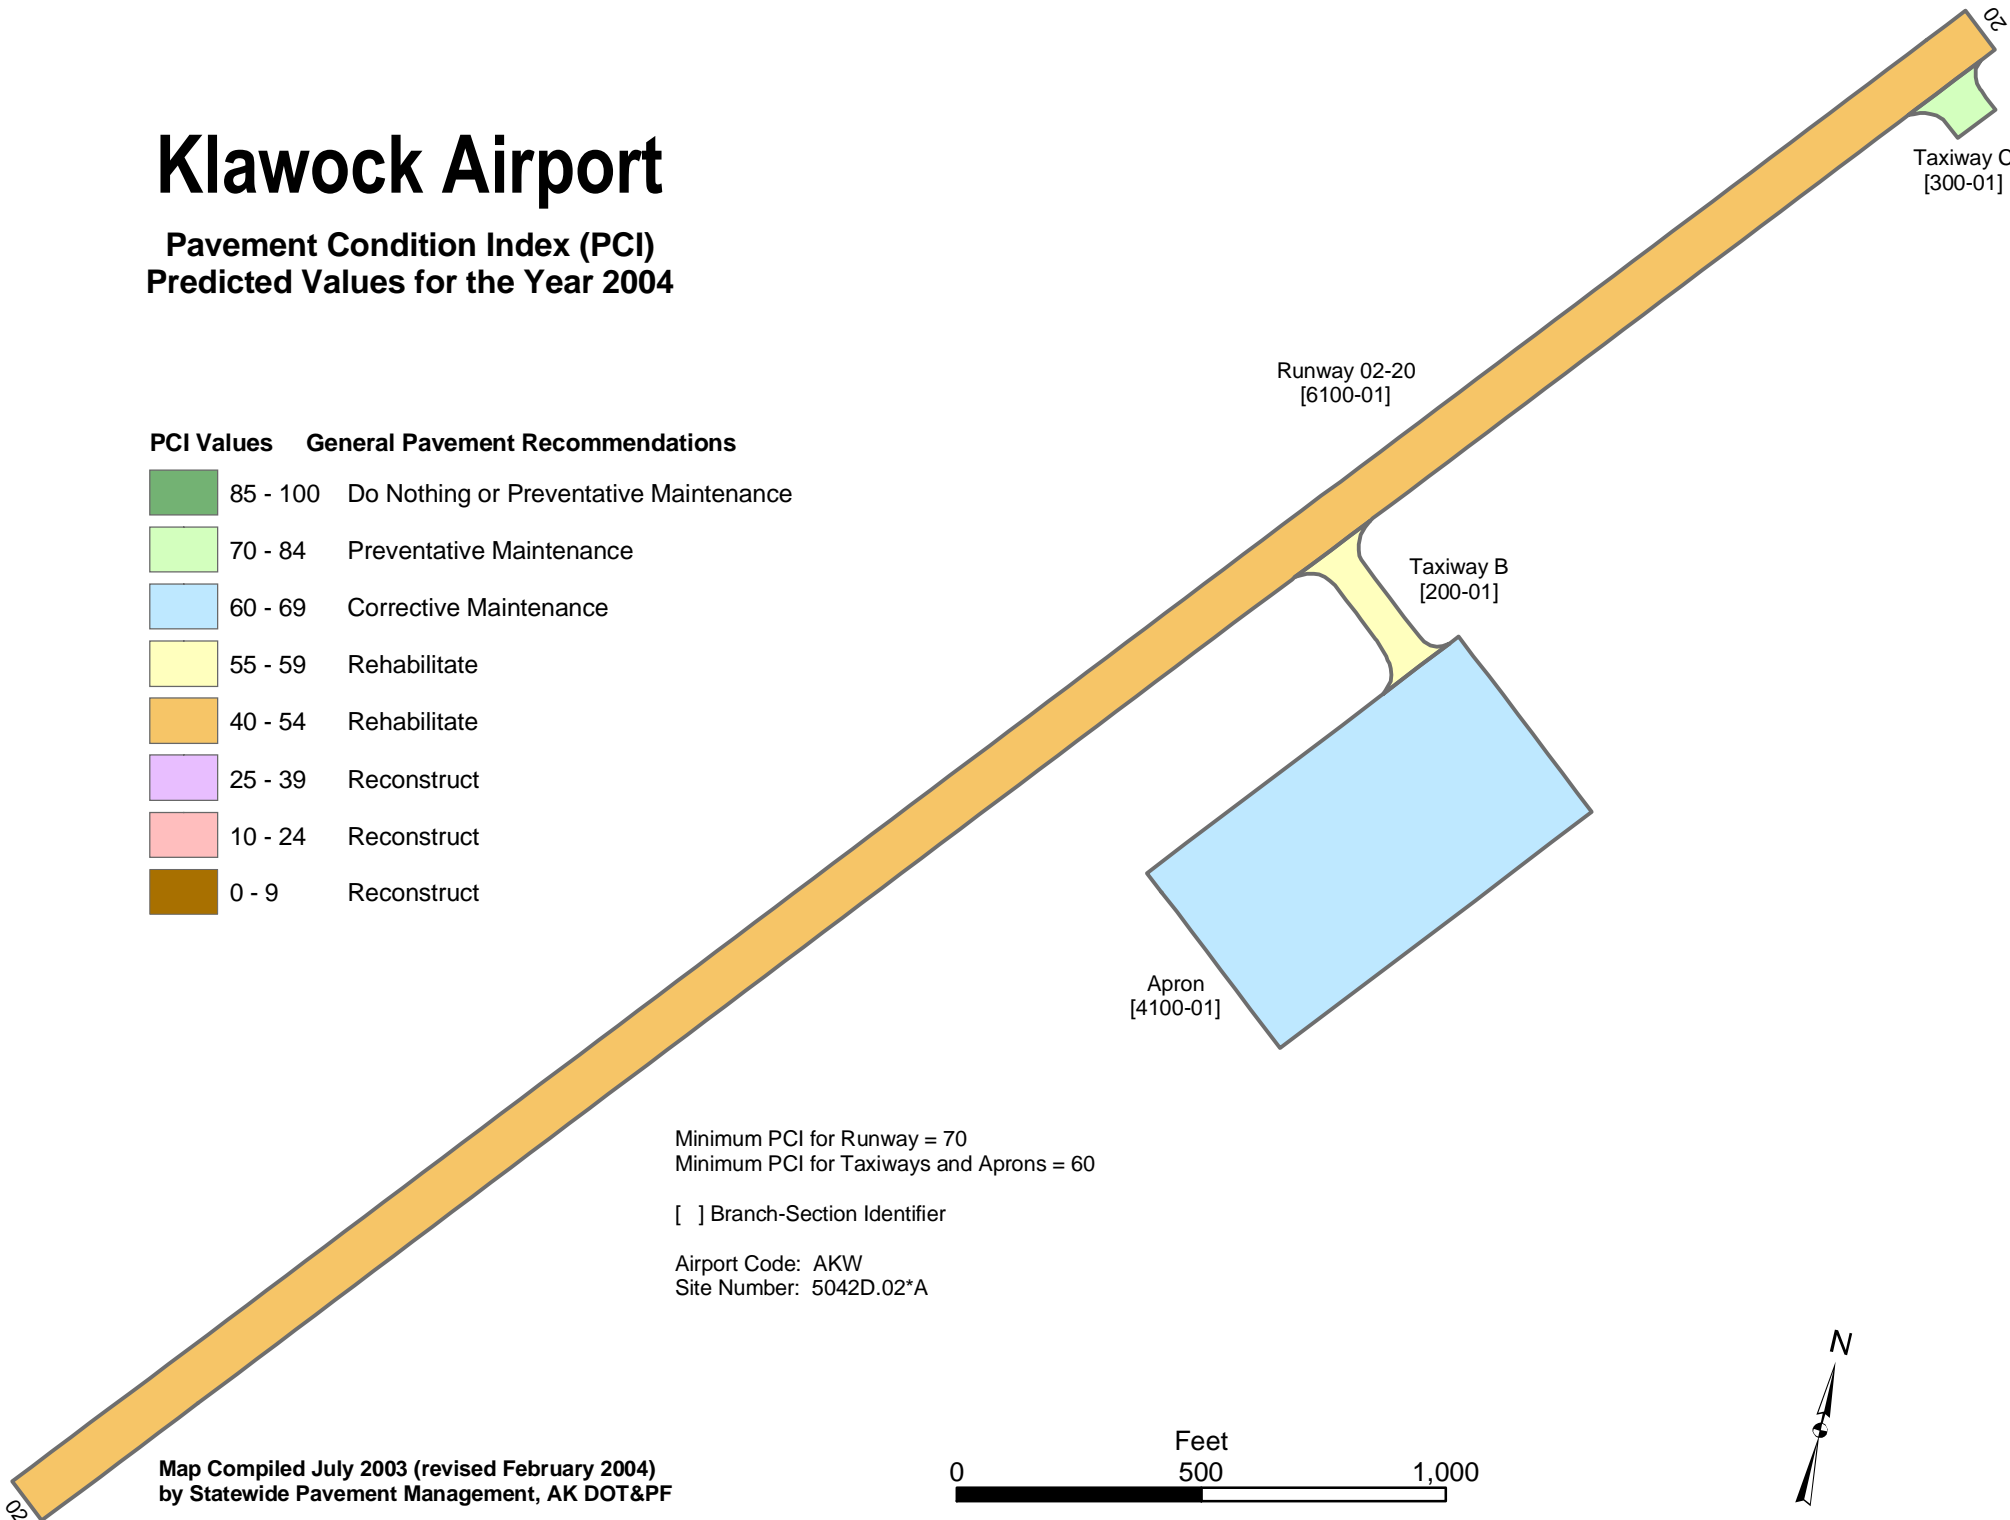 Klawock Airport
Pavement Condition Index (PCI)
Predicted Values for the Year 2004
20
Taxiway C
[300-01]
Runway 02-20
[6100-01]
Taxiway B
[200-01]
PCI Values General Pavement Recommendations
85 - 100 Do Nothing or Preventative Maintenance
70 - 84 Preventative Maintenance
60 - 69 Corrective Maintenance
55 - 59 Rehabilitate
40 - 54 Rehabilitate
25 - 39 Reconstruct
10 - 24 Reconstruct
0 - 9 Reconstruct
Apron
[4100-01]
Minimum PCI for Runway = 70
Minimum PCI for Taxiways and Aprons = 60
[ ] Branch-Section Identifier
Airport Code: AKW
Site Number: 5042D.02*A
N
Feet
0 500 1,000
Map Compiled July 2003 (revised February 2004)
by Statewide Pavement Management, AK DOT&PF
02